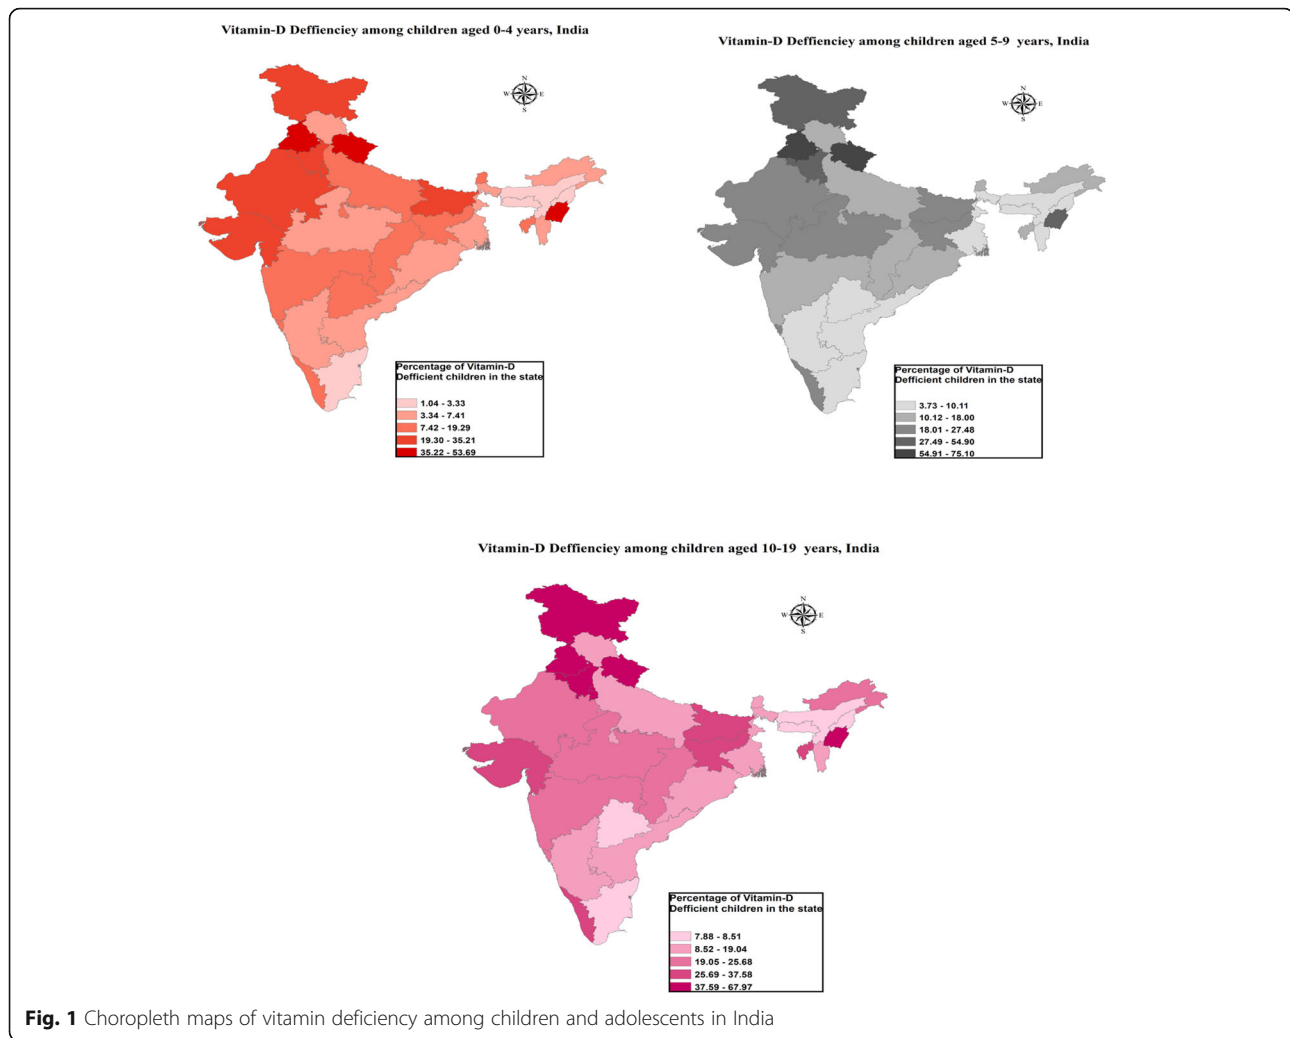 Vitamin-D Deffienciey among children aged 0-4 years, India
N
W E
S
Percentage of Vitamin-D
Defficient children in the state
1.04 - 3.33
3.34 - 7.41
7.42 - 19.29
19.30 - 35.21
35.22 - 53.69
Vitamin-D Deffienciey among children aged 5-9 years, India
N
W E
S
Percentage of Vitamin-D
Defficient children in the state
3.73 - 10.11
10.12 - 18.00
18.01 - 27.48
27.49 - 54.90
54.91 - 75.10
Vitamin-D Deffienciey among children aged 10-19 years, India
N
W E
S
Percentage of Vitamin-D
Defficient children in the state
7.88 - 8.51
8.52 - 19.04
19.05 - 25.68
25.69 - 37.58
37.59 - 67.97
Fig. 1 Choropleth maps of vitamin deficiency among children and adolescents in India